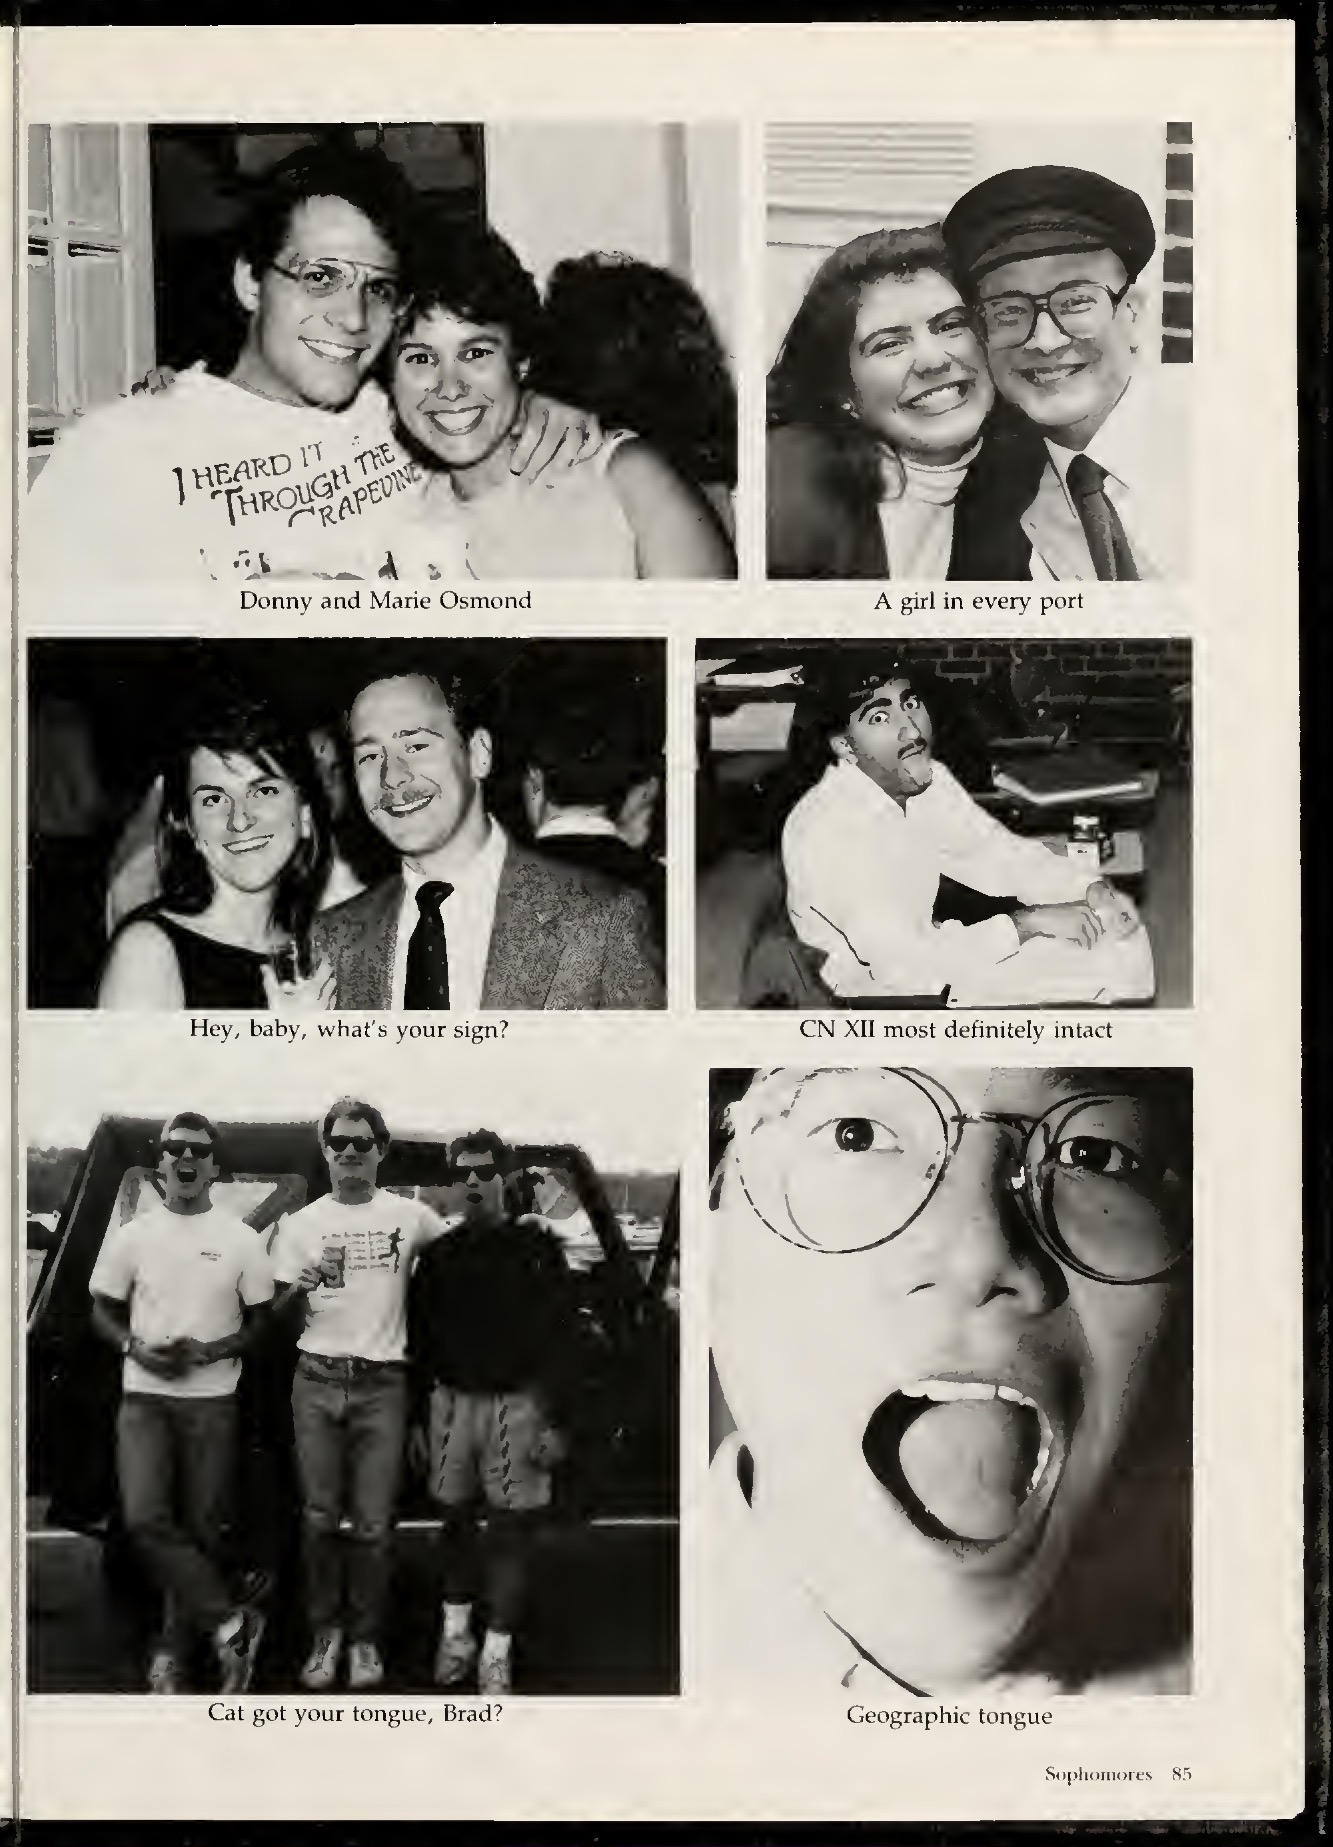 I HEARD IT
THROUGH THE
GRAPEVINE
Donny and Marie Osmond
A girl in every port
Hey, baby, what's your sign?
CN XII most definitely intact
Cat got your tongue, Brad?
Geographic tongue
Sophomores 85